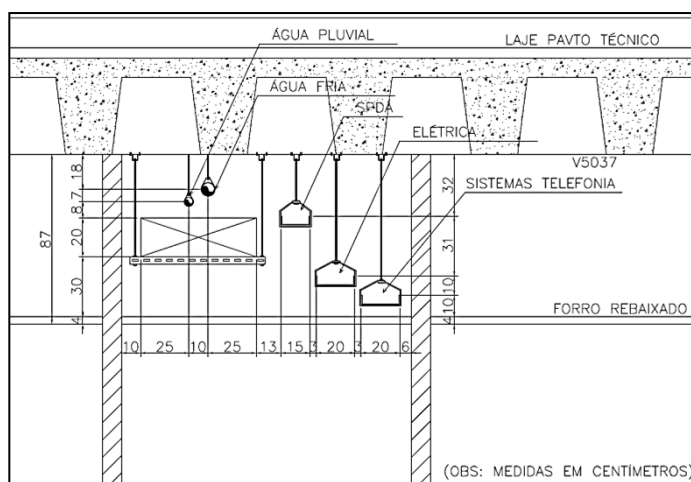 ÁGUA PLUVIAL
LAJE PAVTO TÉCNICO
ÁGUA FRIA
SPDA
ELÉTRICA
V5037
SISTEMAS TELEFONIA
18
7
8
20
87
30
4
32
31
10
10
4
FORRO REBAIXADO
10 25 10 25 13 15 3 20 3 20 6
(OBS: MEDIDAS EM CENTÍMETROS)